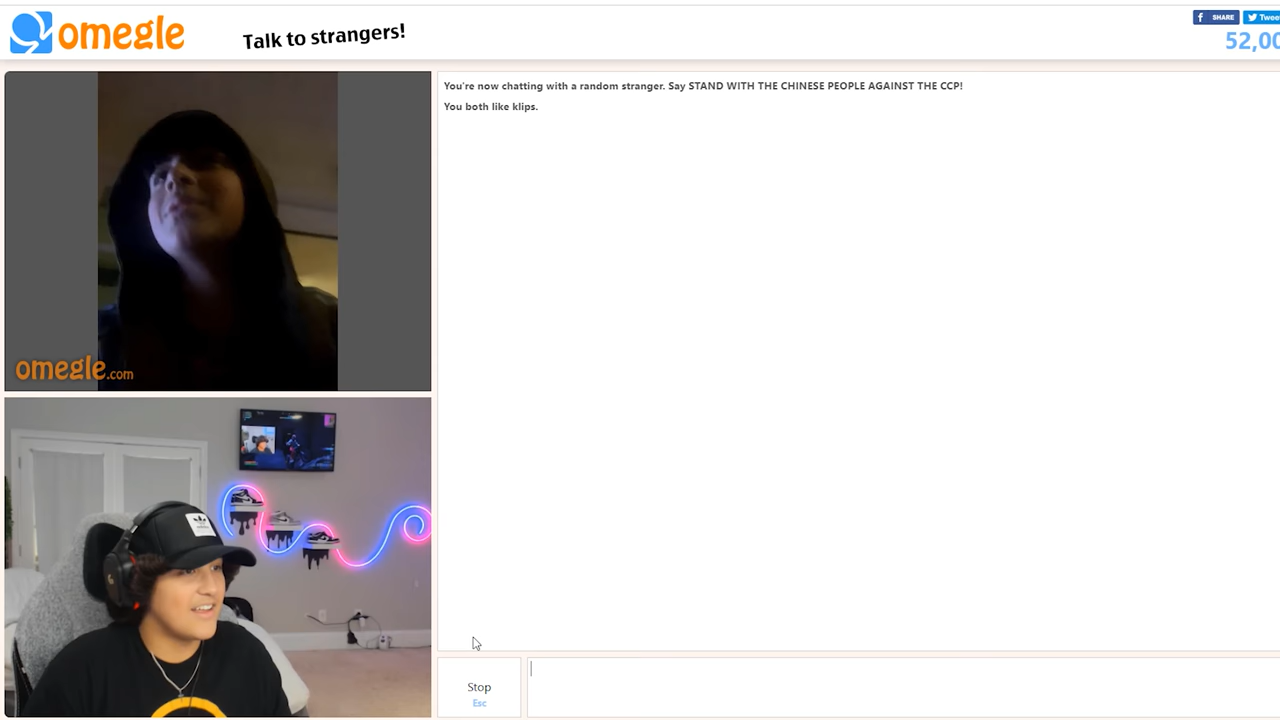 omegle
Talk to strangers!
SHARE
Twee
52,00
You're now chatting with a random stranger. Say STAND WITH THE CHINESE PEOPLE AGAINST THE CCP!
You both like klips.
omegle.com
Stop
Esc